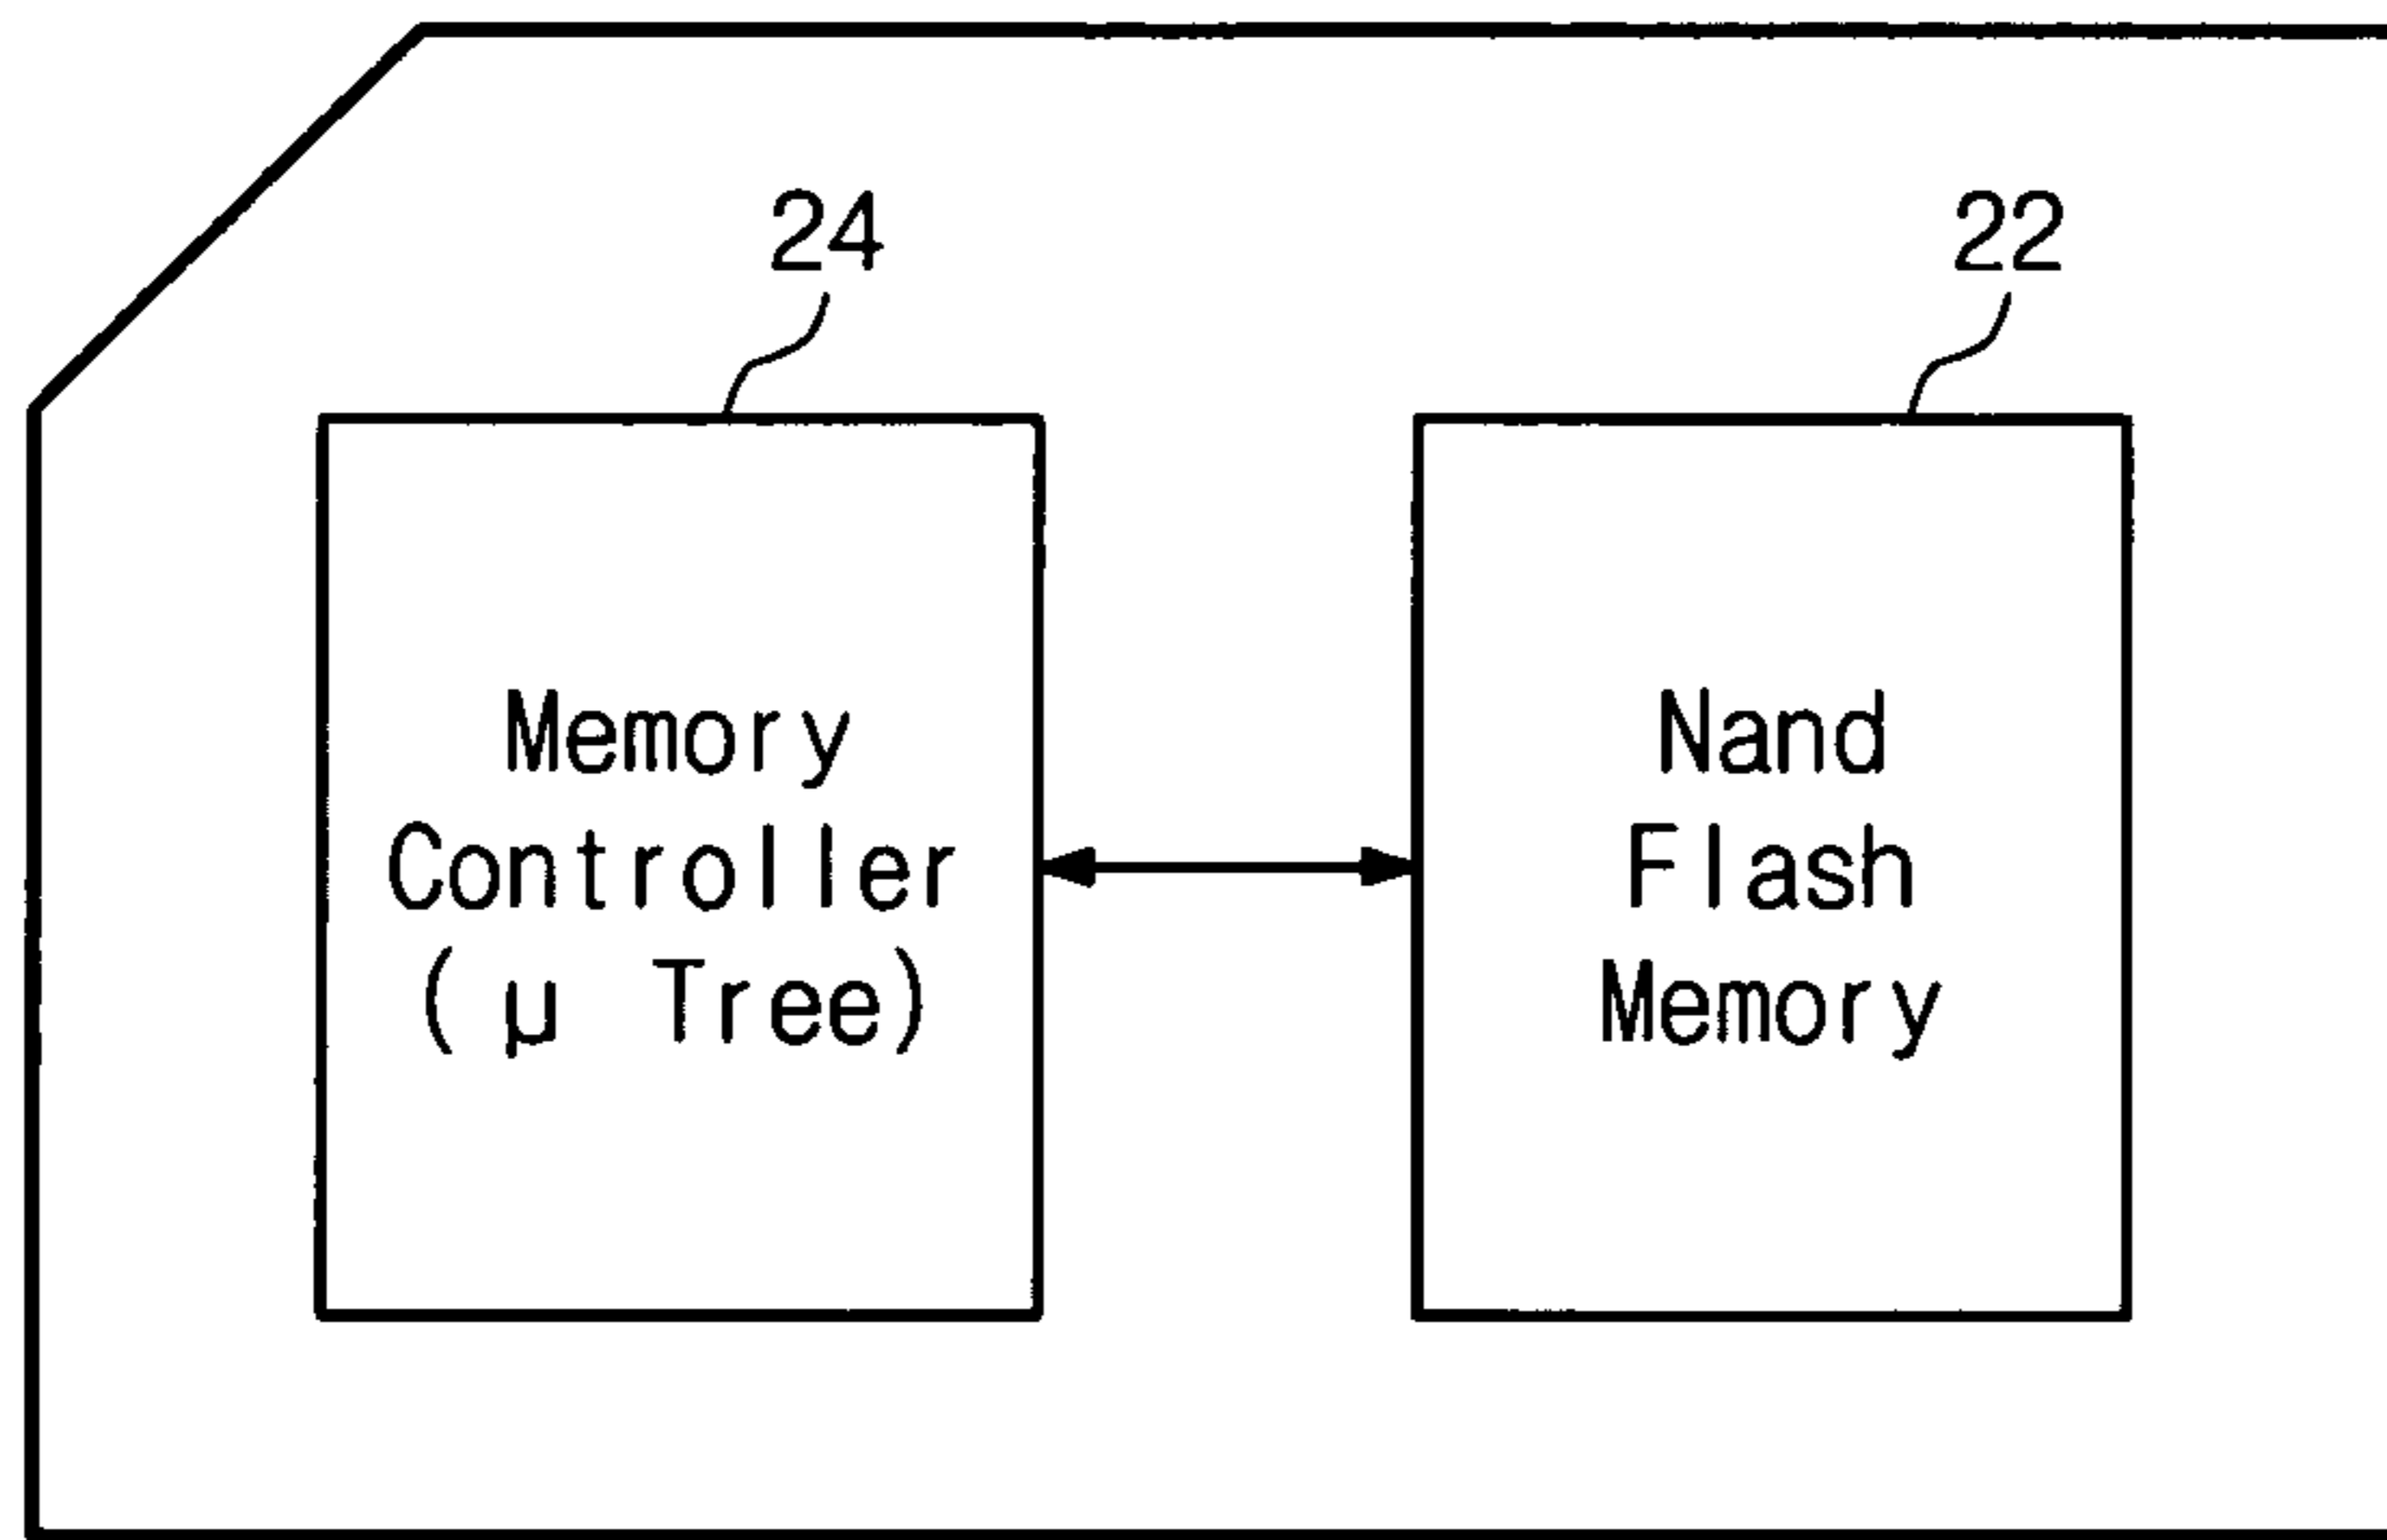 24
22
Memory
Controller
( μ Tree)
Nand
Flash
Memory